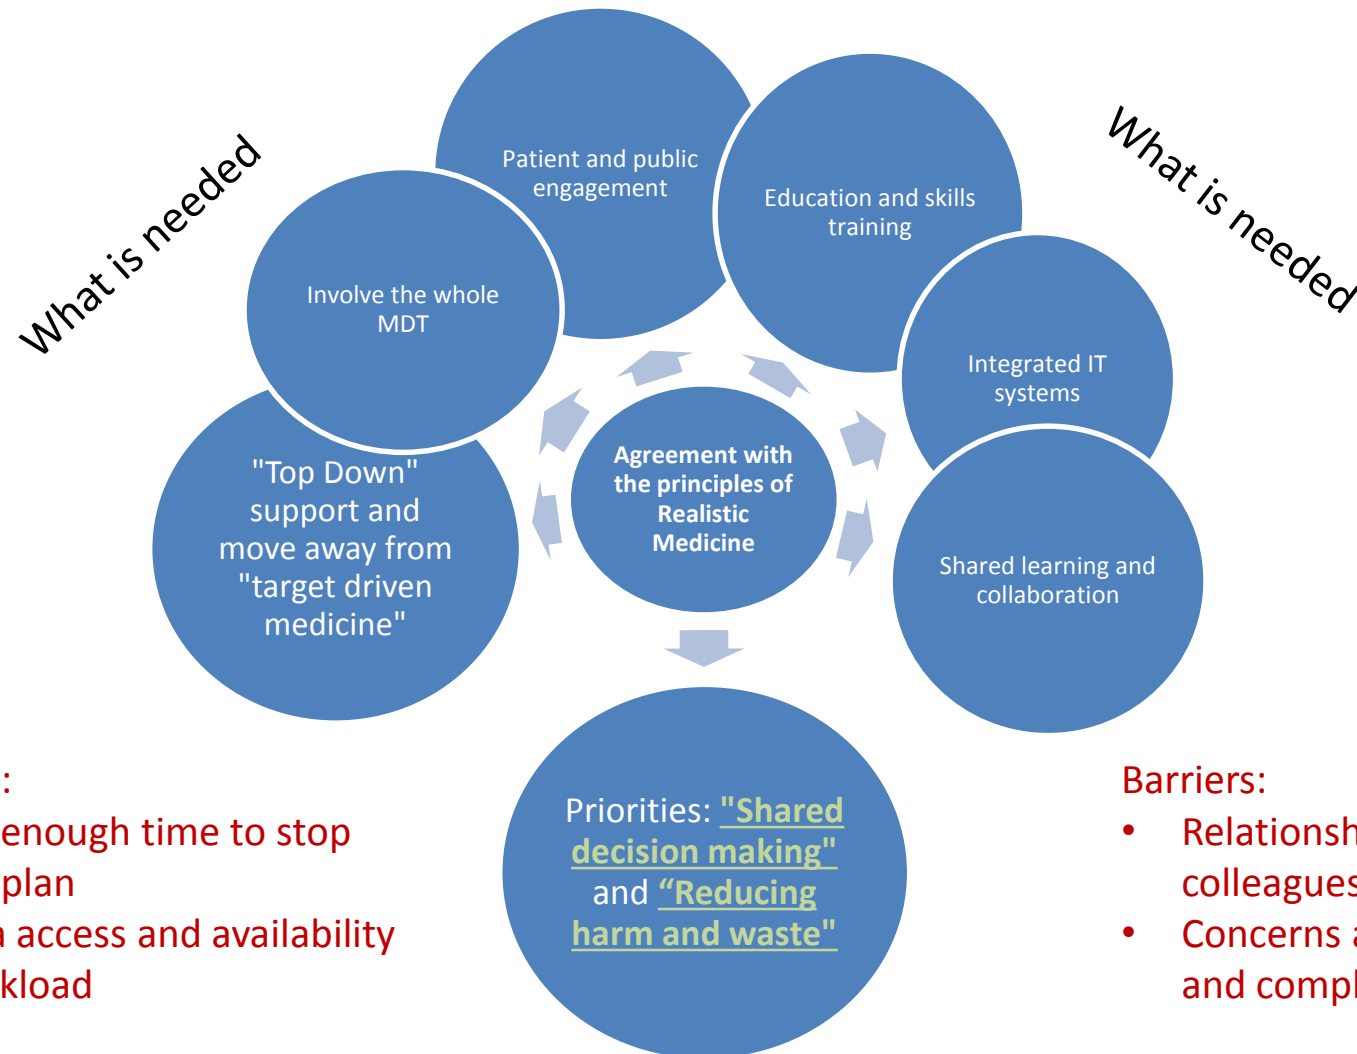 What is needed
What is needed
Patient and public
engagement
Education and skills
training
Involve the whole
MDT
Integrated IT
systems
"Top Down"
support and
move away from
"target driven
medicine"
Agreement with
the principles of
Realistic
Medicine
Shared learning and
collaboration
Priorities: "Shared
decision making"
and “Reducing
harm and waste"
:
enough time to stop
plan
access and availability
Barriers:
• 
colleagues
• Concerns
and